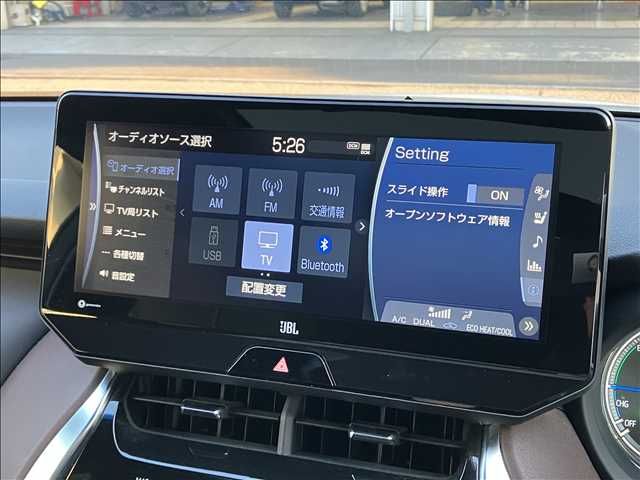 オーディオソース選択
5:26
DCM
オーディオ選択
チャンネルリスト
TV局リスト
メニュー
各種切替
音設定
AM
FM
交通情報
USB
TV
Bluetooth
配置変更
Setting
スライド操作
ON
オープンソフトウェア情報
A/C
DUAL
ECO HEAT/COOL
JBL
CHG
OFF